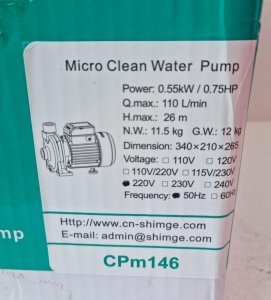 Micro Clean Water Pump
Power: 0.55kW / 0.75HP
Q.max.: 110 L/min
H.max.: 26 m
N.W.: 11.5 kg G.W.: 12 kg
Dimension: 340×210×265
Voltage: □ 110V □ 120V
□ 110V/220V □ 115V/230V
■ 220V □ 230V □ 240V
Frequency: ■ 50Hz □ 60Hz
Http://www.cn-shimge.com
E-mail: admin@shimge.com
mp
CPm146